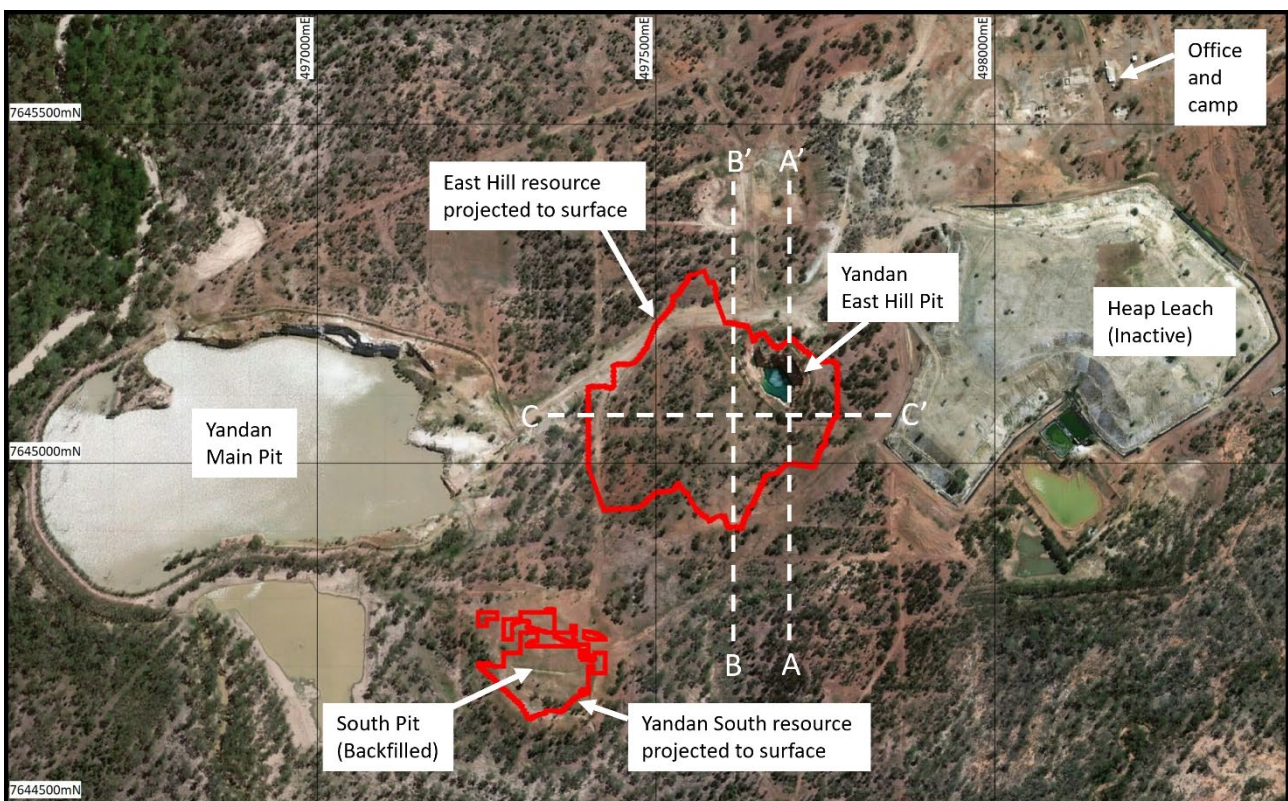 497000mE
497500mE
498000mE
Office
and
camp
7645500mN
B’
A’
East Hill resource
projected to surface
Yandan
East Hill Pit
Heap Leach
(Inactive)
C
C’
Yandan
Main Pit
7645000mN
B
A
South Pit
(Backfilled)
Yandan South resource
projected to surface
7644500mN